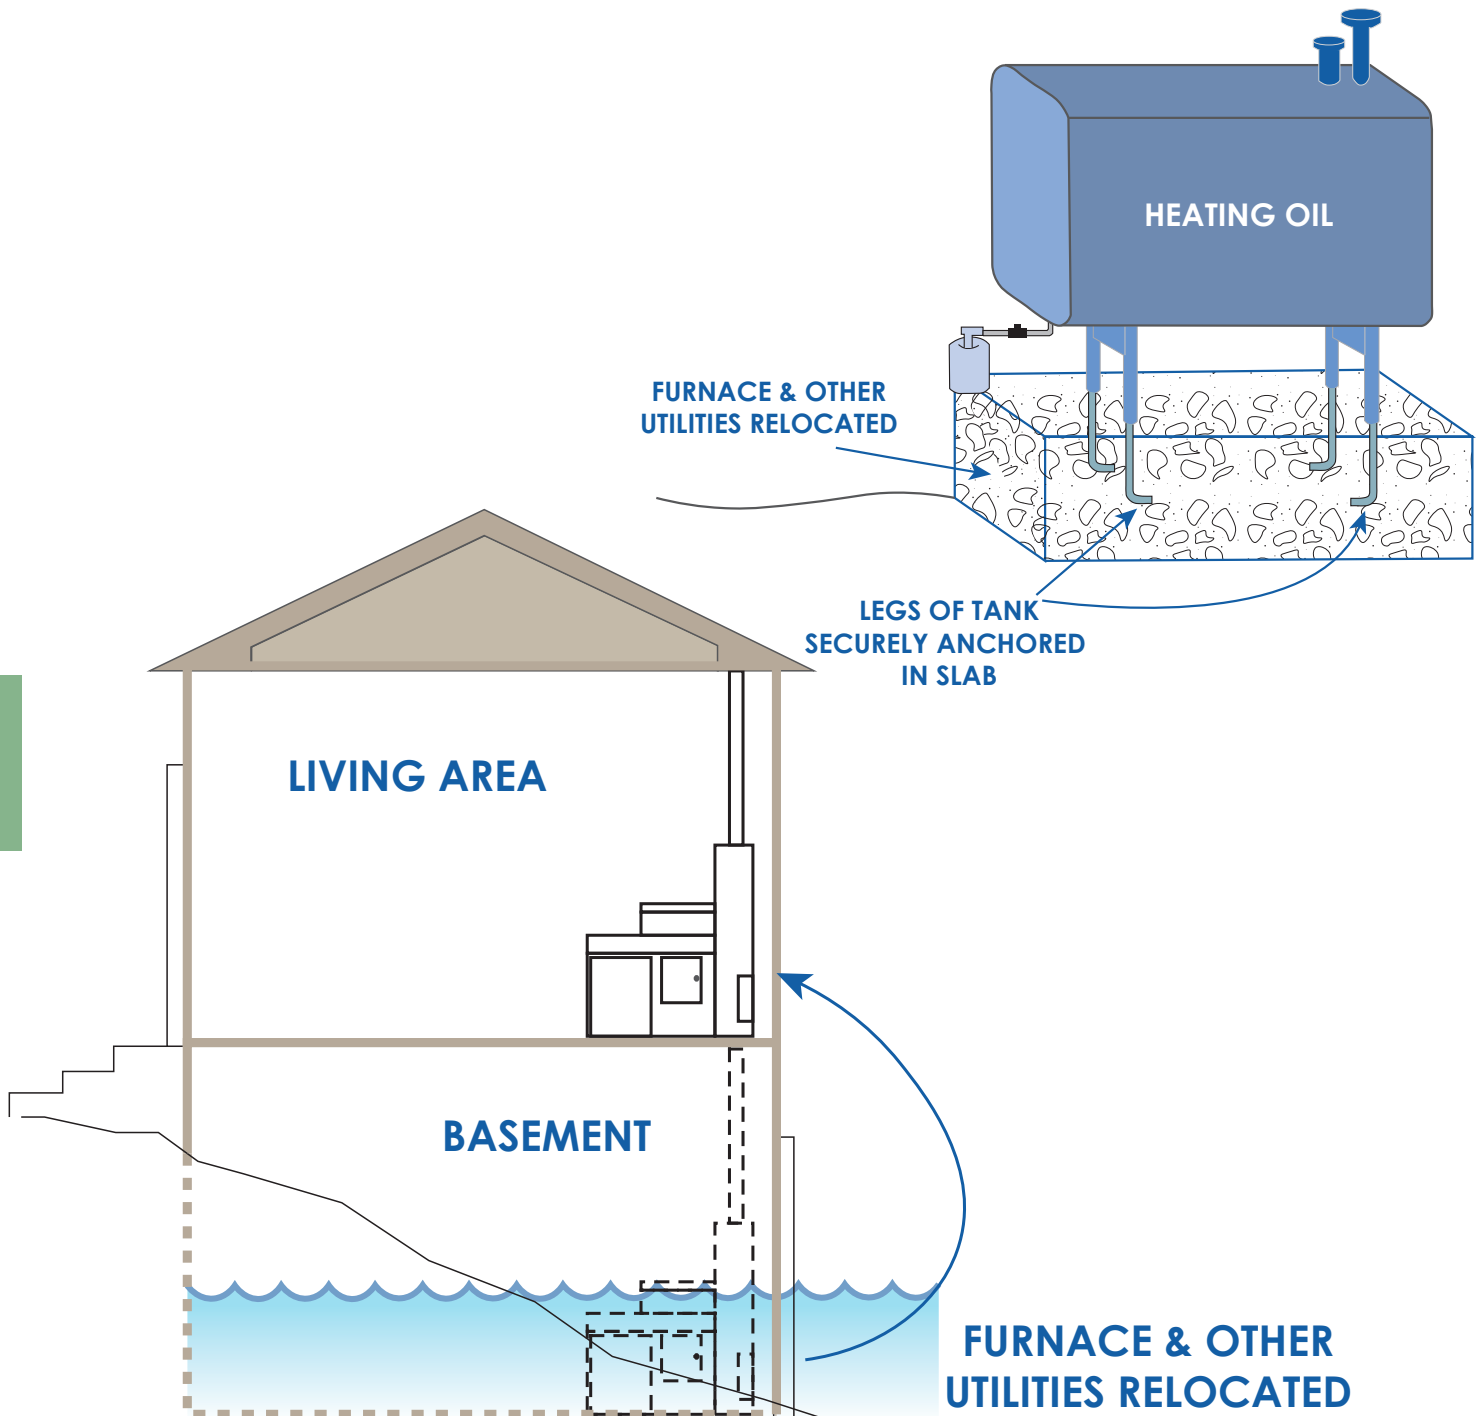 HEATING OIL
FURNACE & OTHER
UTILITIES RELOCATED
LEGS OF TANK
SECURELY ANCHORED
IN SLAB
LIVING AREA
BASEMENT
FURNACE & OTHER
UTILITIES RELOCATED